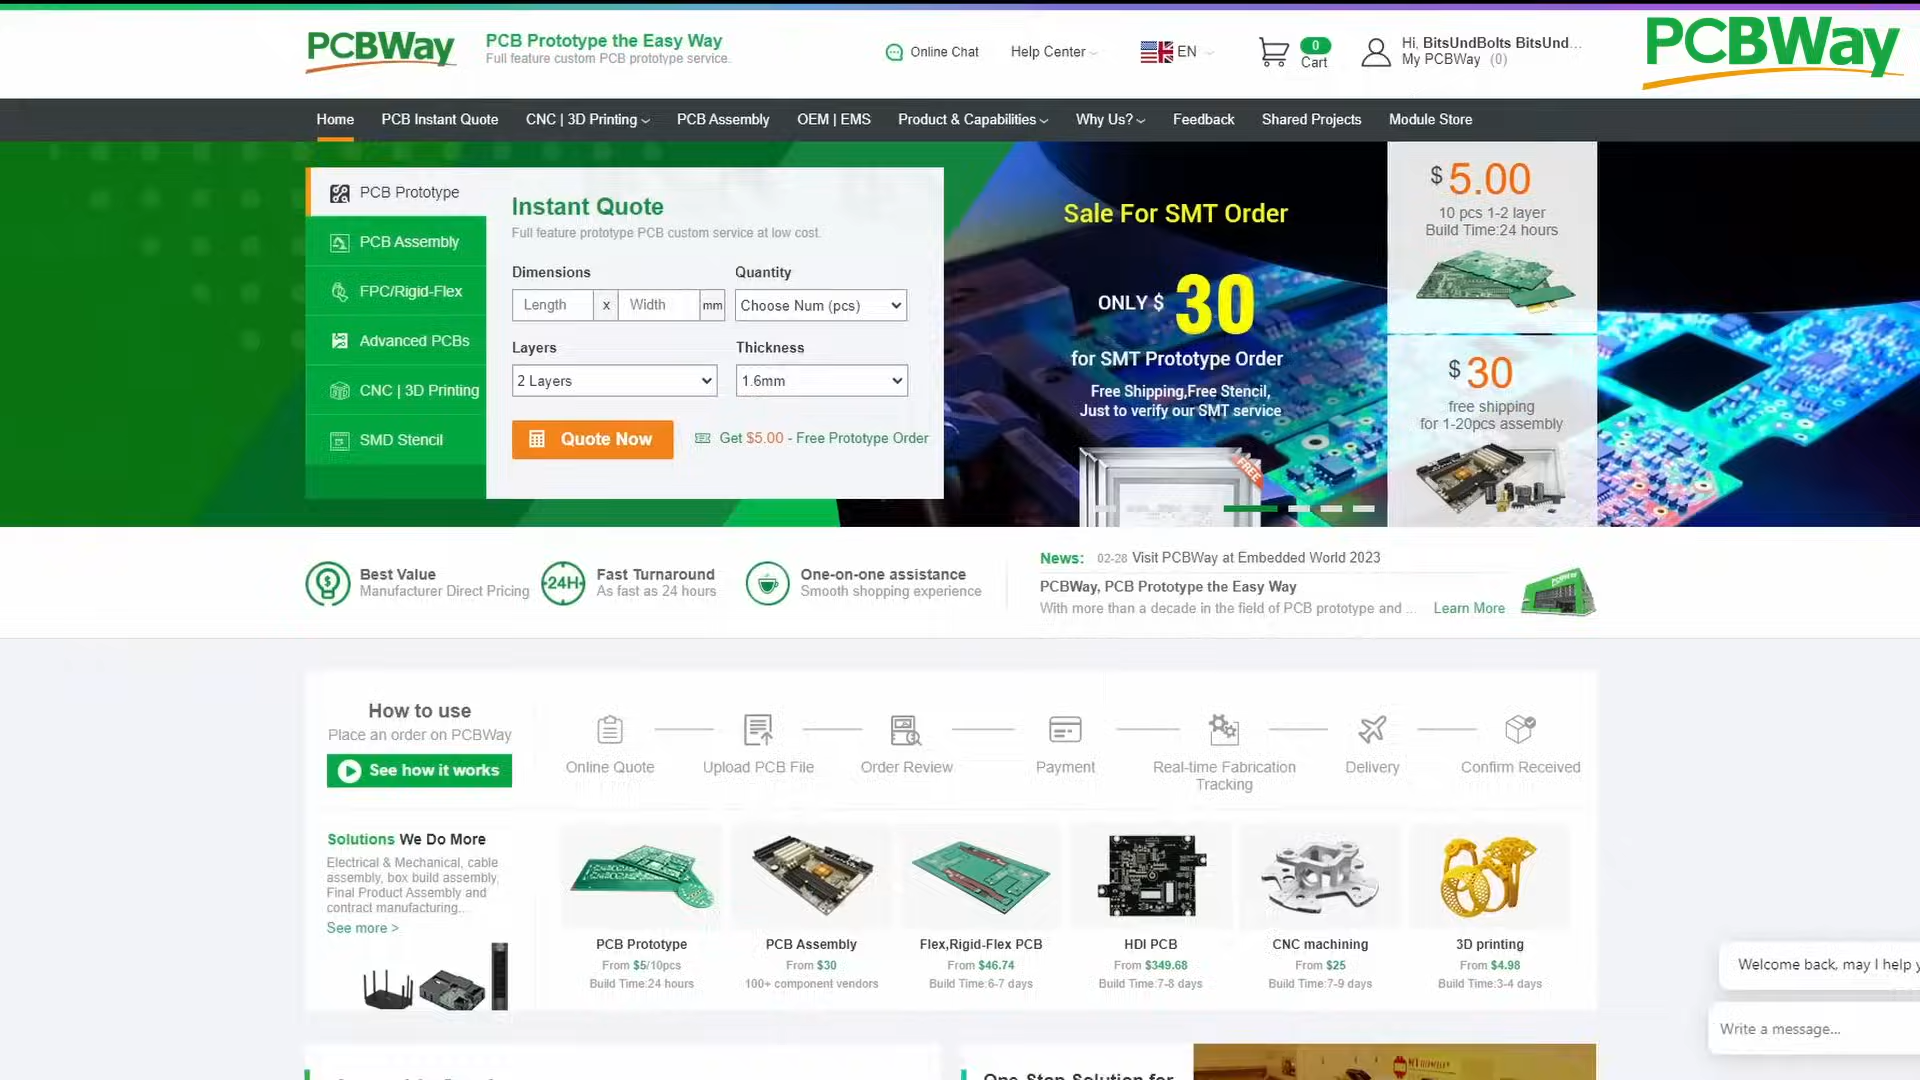 PCBWay
PCB Prototype the Easy Way
Full feature custom PCB prototype service.
Online Chat
Help Center
EN
0
Cart
Hi, BitsUndBolts BitsUnd...
My PCBWay (0)
PCBWay
Home
PCB Instant Quote
CNC | 3D Printing
PCB Assembly
OEM | EMS
Product & Capabilities
Why Us?
Feedback
Shared Projects
Module Store
PCB Prototype
PCB Assembly
FPC/Rigid-Flex
Advanced PCBs
CNC | 3D Printing
SMD Stencil
Instant Quote
Full feature prototype PCB custom service at low cost.
Dimensions
Quantity
Length x Width mm
Choose Num (pcs)
Layers
Thickness
2 Layers
1.6mm
Quote Now
Get $5.00 - Free Prototype Order
Sale For SMT Order
ONLY $ 30
for SMT Prototype Order
Free Shipping,Free Stencil,
Just to verify our SMT service
FREE
$ 5.00
10 pcs 1-2 layer
Build Time:24 hours
$ 30
free shipping
for 1-20pcs assembly
Best Value
Manufacturer Direct Pricing
24H
Fast Turnaround
As fast as 24 hours
One-on-one assistance
Smooth shopping experience
News: 02-28 Visit PCBWay at Embedded World 2023
PCBWay, PCB Prototype the Easy Way
With more than a decade in the field of PCB prototype and ... Learn More
How to use
Place an order on PCBWay
See how it works
Online Quote
Upload PCB File
Order Review
Payment
Real-time Fabrication
Tracking
Delivery
Confirm Received
Solutions We Do More
Electrical & Mechanical, cable
assembly, box build assembly,
Final Product Assembly and
contract manufacturing...
See more >
PCB Prototype
From $5/10pcs
Build Time:24 hours
PCB Assembly
From $30
100+ component vendors
Flex,Rigid-Flex PCB
From $46.74
Build Time:6-7 days
HDI PCB
From $349.68
Build Time:7-8 days
CNC machining
From $25
Build Time:7-9 days
3D printing
From $4.98
Build Time:3-4 days
Welcome back, may I help y
Write a message...
One-Stop Solution for